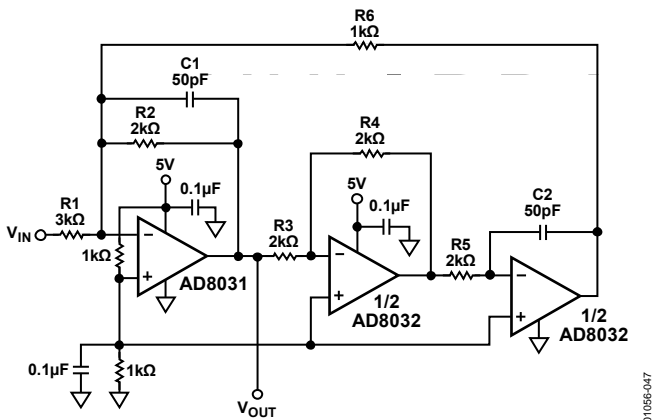 R6
1kΩ
C1
50pF
R2
2kΩ
R4
2kΩ
5V
0.1µF
5V
0.1µF
C2
50pF
R1
3kΩ
VIN
R3
2kΩ
R5
2kΩ
1kΩ
AD8031
1/2
AD8032
1/2
AD8032
0.1µF
1kΩ
VOUT
01056-047